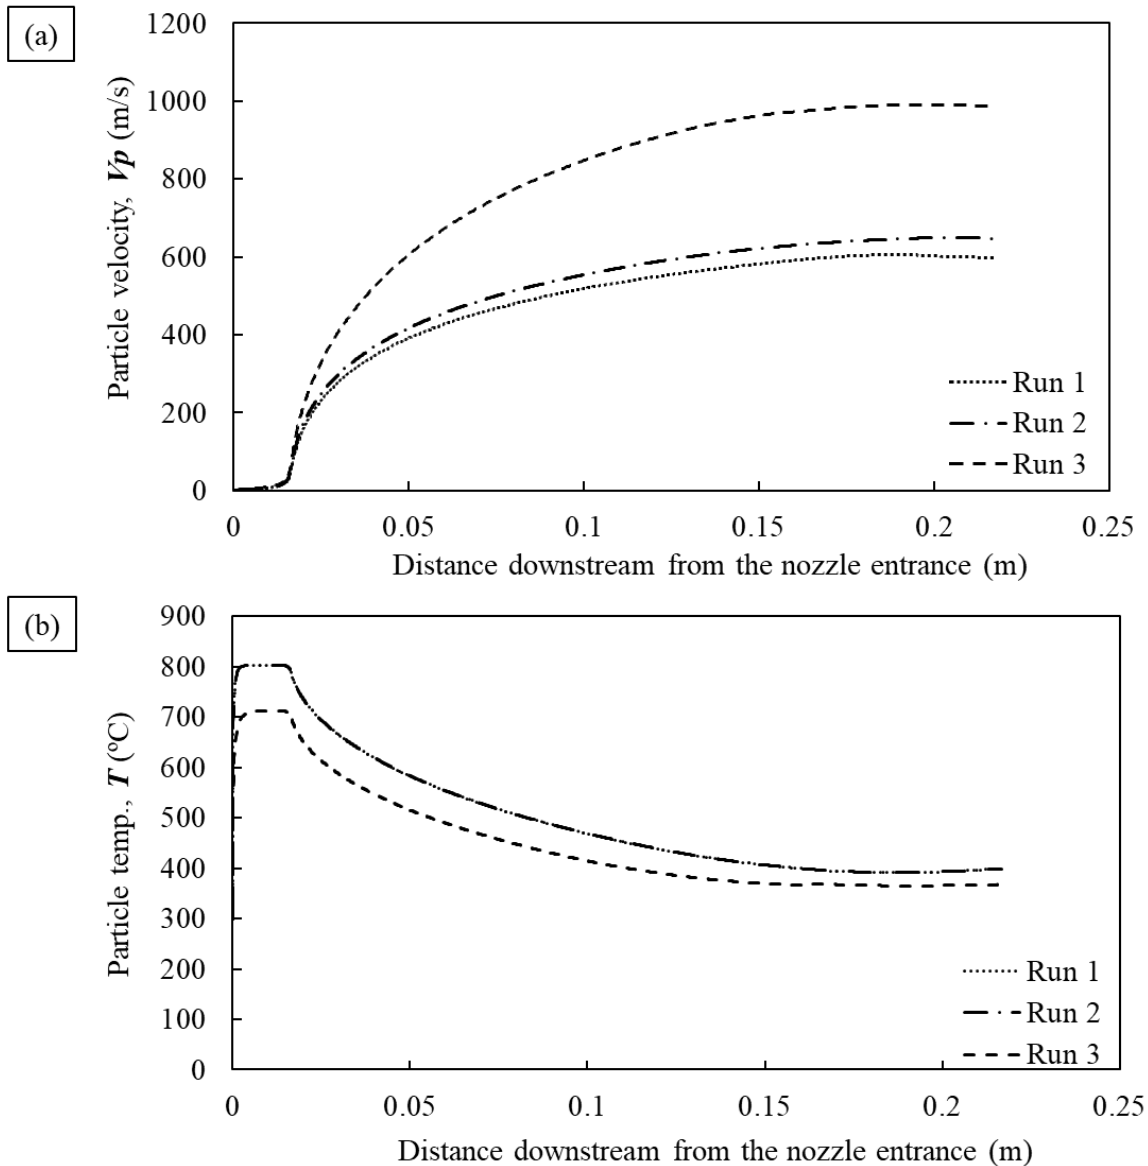 (a)
Particle velocity, Vp (m/s)
1200
1000
800
600
400
200
0
0 0.05 0.1 0.15 0.2 0.25
Distance downstream from the nozzle entrance (m)
Run 1
Run 2
Run 3
(b)
Particle temp., T (ºC)
900
800
700
600
500
400
300
200
100
0
0 0.05 0.1 0.15 0.2 0.25
Distance downstream from the nozzle entrance (m)
Run 1
Run 2
Run 3